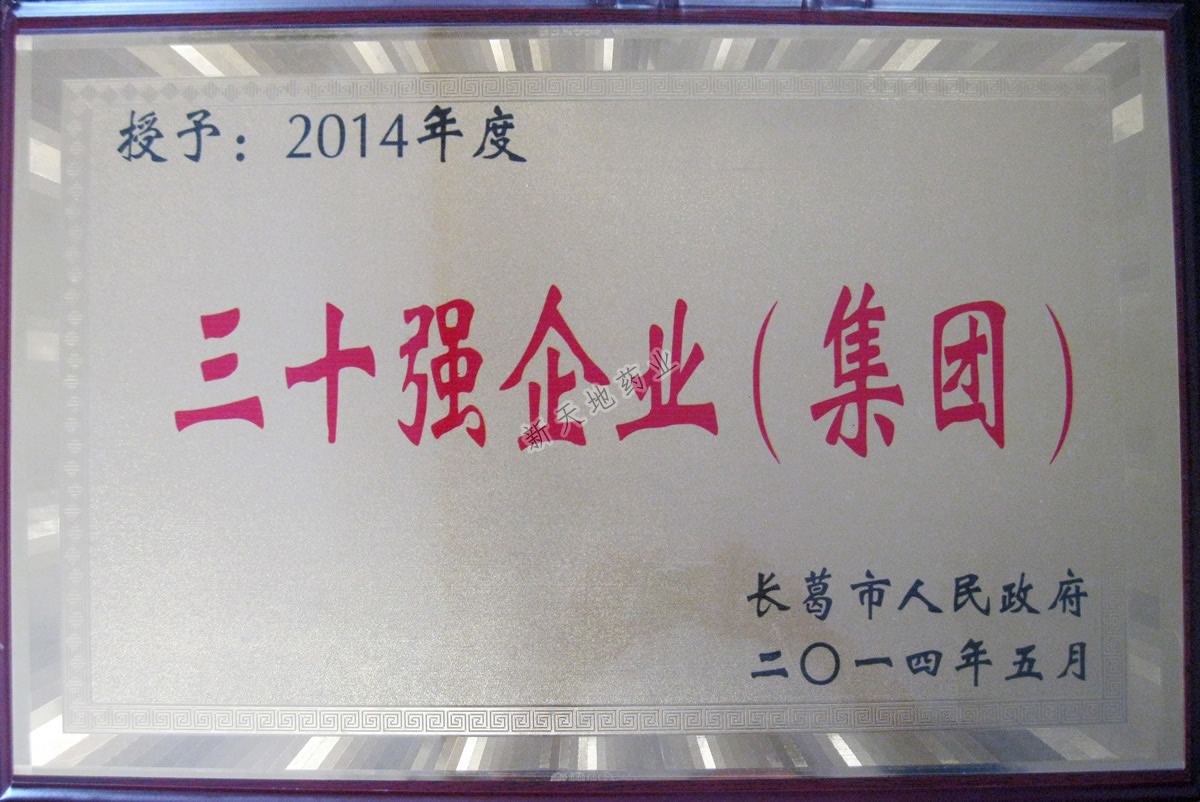 授予：2014年度
三十强企业（集团）
新天地药业
长葛市人民政府
二〇一四年五月